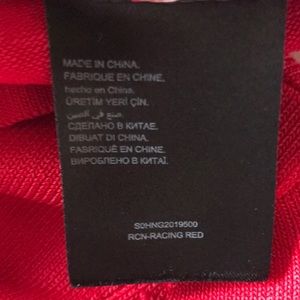 MADE IN CHINA.
FABRIQUE EN CHINE.
hecho en China.
ÜRETİM YERİ ÇİN.
صنع في الصين.
СДЕЛАНО В КИТАЕ.
DIBUAT DI CHINA.
FABRIQUÉ EN CHINE.
ВИРОБЛЕНО В КИТАЇ.
S0HNG2019500
RCN-RACING RED